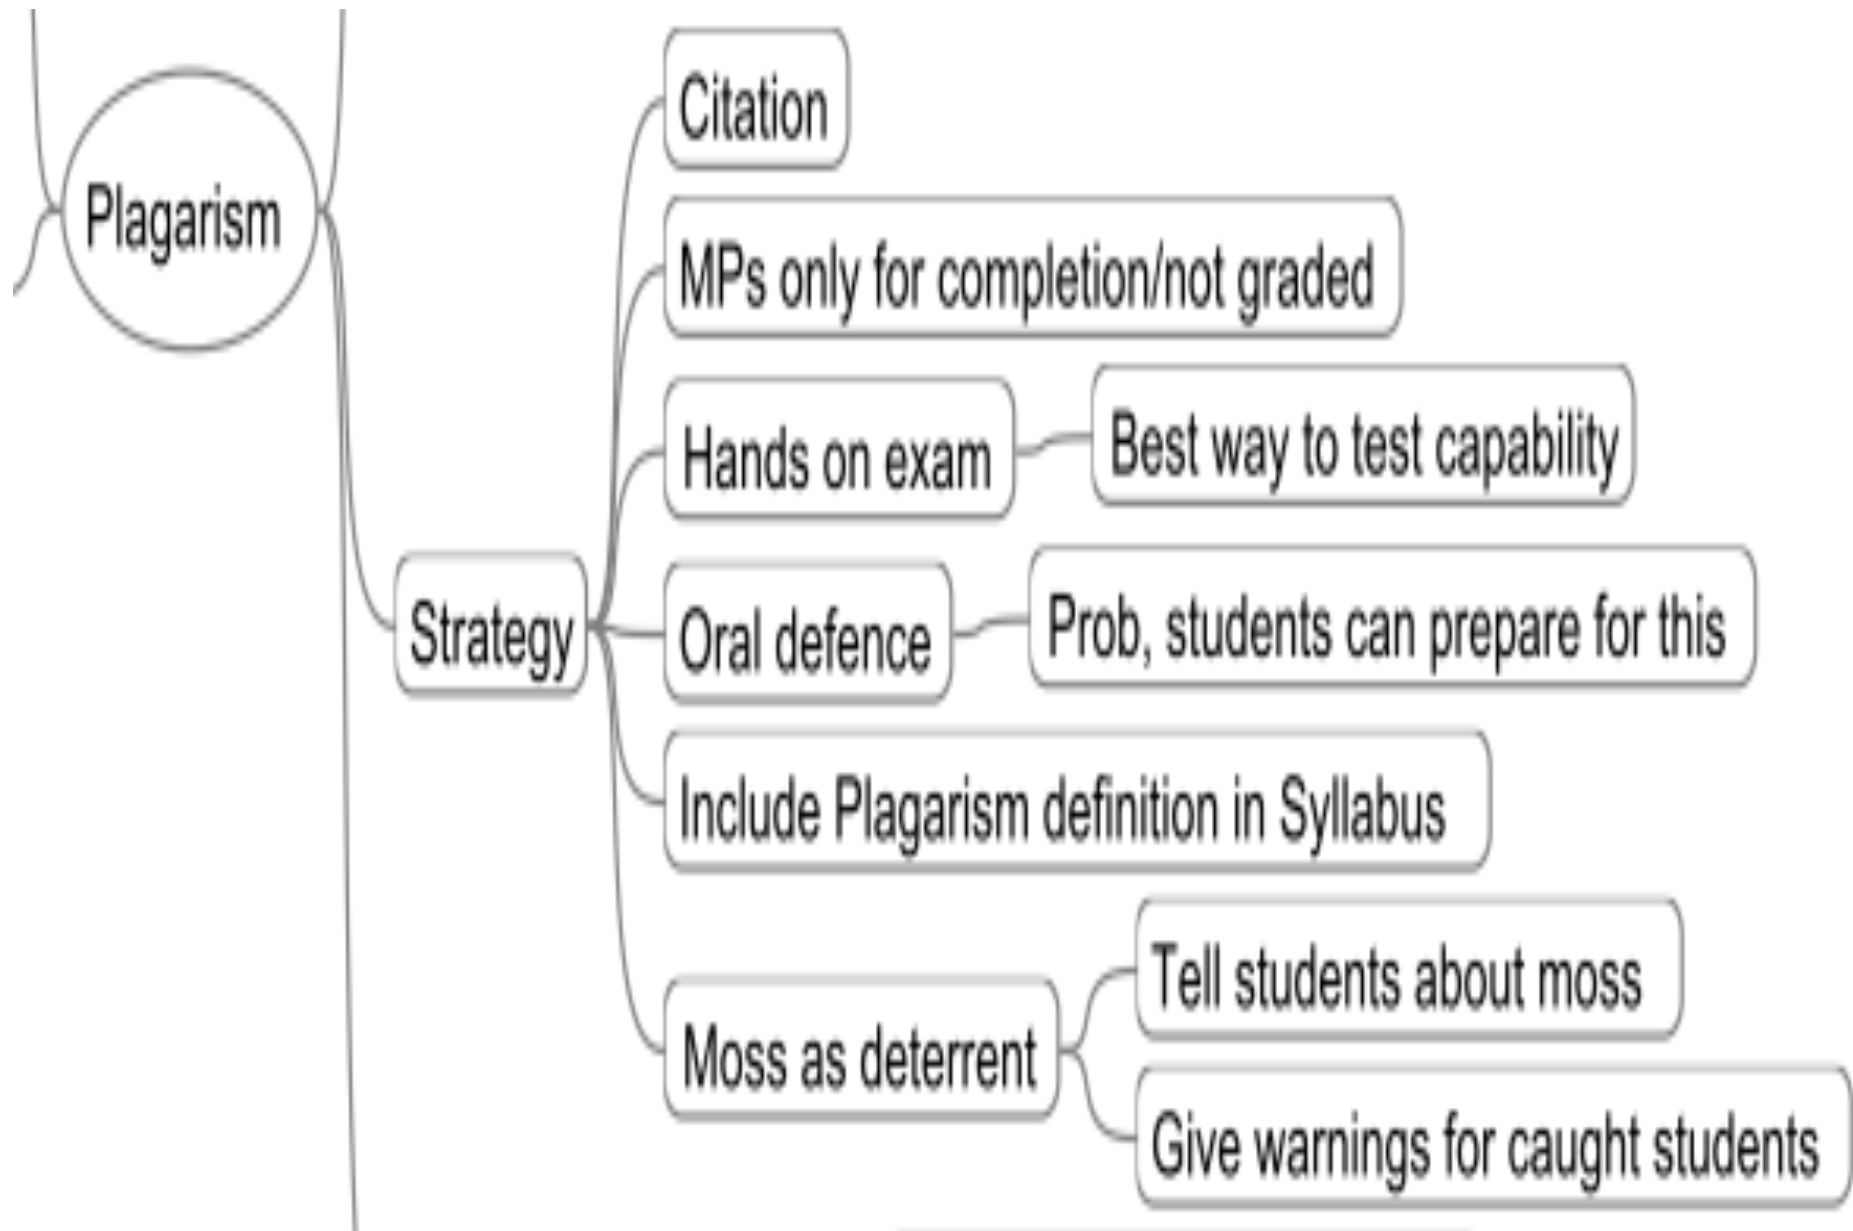 Plagarism
Strategy
Citation
MPs only for completion/not graded
Hands on exam
Best way to test capability
Oral defence
Prob, students can prepare for this
Include Plagarism definition in Syllabus
Moss as deterrent
Tell students about moss
Give warnings for caught students